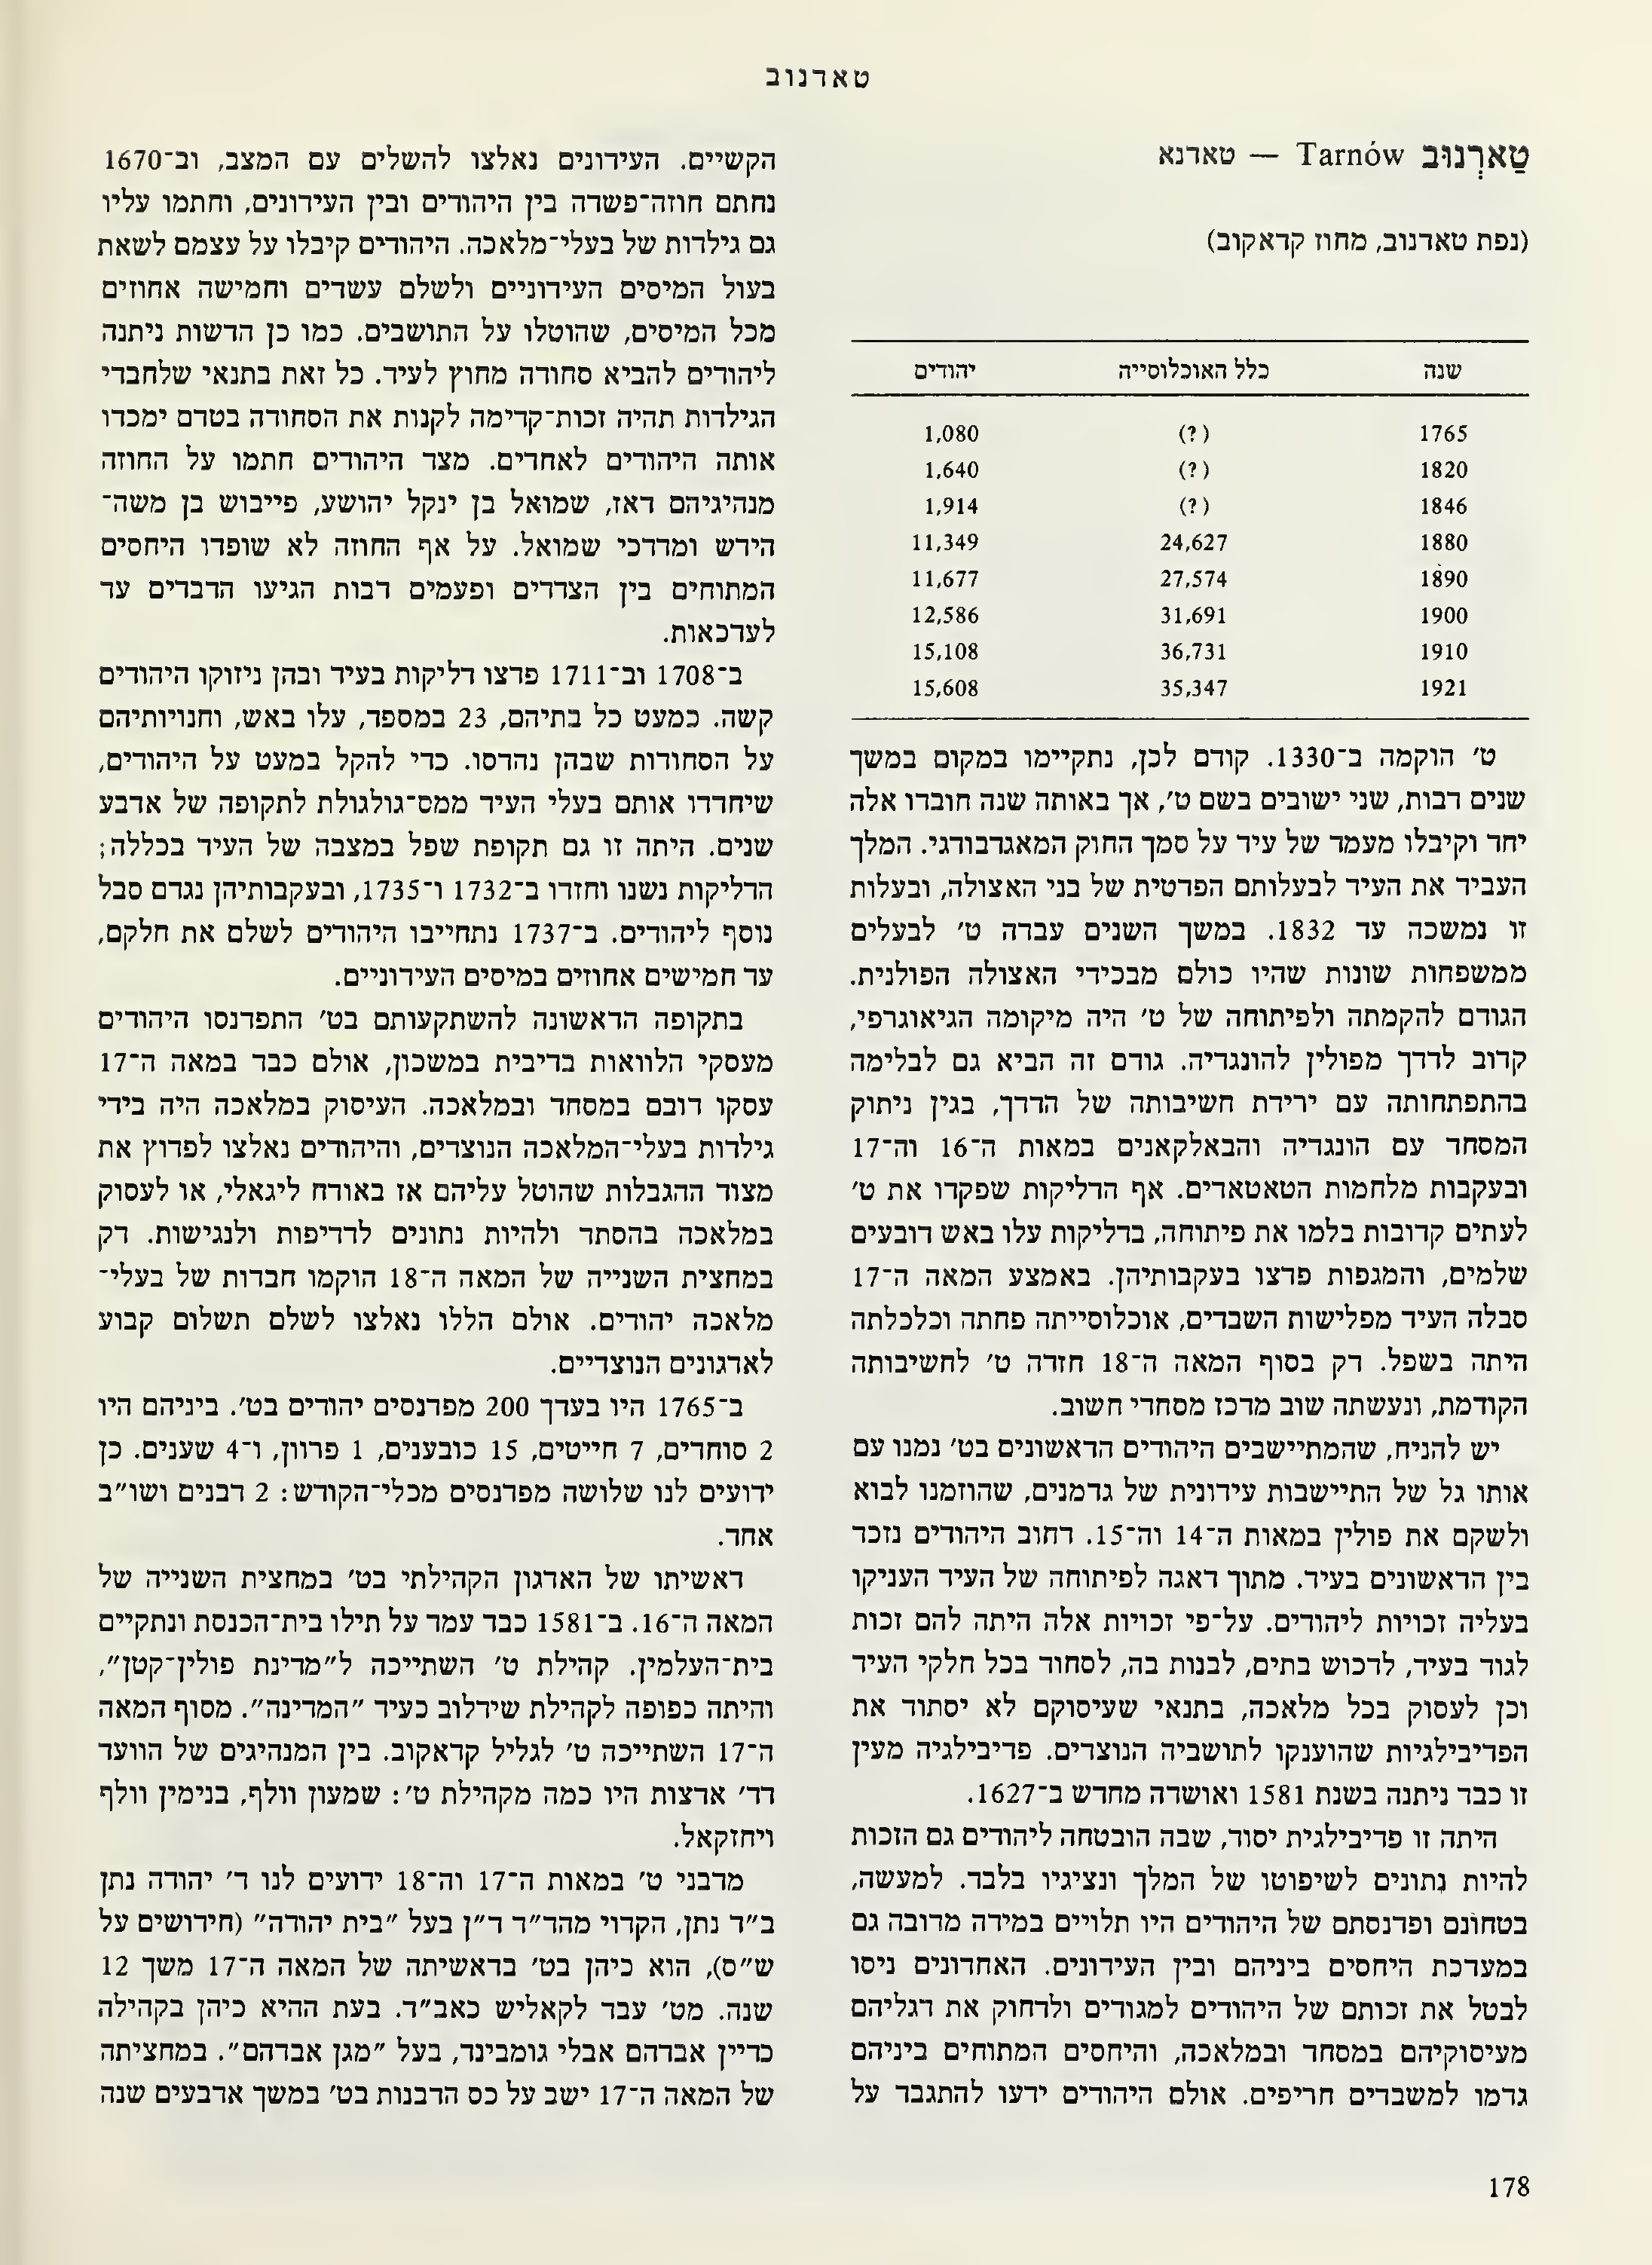 טארנוב
טַארְנוּב Tarnów — טארנא
(נפת טארנוב, מחוז קראקוב)
שנה כלל האוכלוסייה יהודים
1765 (?) 1,080
1820 (?) 1,640
1846 (?) 1,914
1880 24,627 11,349
1890 27,574 11,677
1900 31,691 12,586
1910 36,731 15,108
1921 35,347 15,608
ט' הוקמה ב־1330. קודם לכן, נתקיימו במקום במשך
שנים רבות, שני ישובים בשם ט', אך באותה שנה חוברו אלה
יחד וקיבלו מעמד של עיר על סמך החוק המאגדבורגי. המלך
העביר את העיר לבעלותם הפרטית של בני האצולה, ובעלות
זו נמשכה עד 1832. במשך השנים עברה ט' לבעלים
ממשפחות שונות שהיו כולם מבכירי האצולה הפולנית.
הגורם להקמתה ולפיתוחה של ט' היה מיקומה הגיאוגרפי,
קרוב לדרך מפולין להונגריה. גורם זה הביא גם לבלימה
בהתפתחותה עם ירידת חשיבותה של הדרך, בגין ניתוק
המסחר עם הונגריה והבאלקאנים במאות ה־16 וה־17
ובעקבות מלחמות הטאטארים. אף הדליקות שפקדו את ט'
לעתים קרובות בלמו את פיתוחה, בדליקות עלו באש רובעים
שלמים, והמגפות פרצו בעקבותיהן. באמצע המאה ה־17
סבלה העיר מפלישות השבדים, אוכלוסייתה פחתה וכלכלתה
היתה בשפל. רק בסוף המאה ה־18 חזרה ט' לחשיבותה
הקודמת, ונעשתה שוב מרכז מסחרי חשוב.
יש להניח, שהמתיישבים היהודים הראשונים בט' נמנו עם
אותו גל של התיישבות עירונית של גרמנים, שהוזמנו לבוא
ולשקם את פולין במאות ה־14 וה־15. רחוב היהודים נזכר
בין הראשונים בעיר. מתוך דאגה לפיתוחה של העיר העניקו
בעליה זכויות ליהודים. על־פי זכויות אלה היתה להם זכות
לגור בעיר, לרכוש בתים, לבנות בה, לסחור בכל חלקי העיר
וכן לעסוק בכל מלאכה, בתנאי שעיסוקם לא יסתור את
הפריבילגיות שהוענקו לתושביה הנוצרים. פריבילגיה מעין
זו כבר ניתנה בשנת 1581 ואושרה מחדש ב־1627.
היתה זו פריבילגית יסוד, שבה הובטחה ליהודים גם הזכות
להיות נתונים לשיפוטו של המלך ונציגיו בלבד. למעשה,
בטחונם ופרנסתם של היהודים היו תלויים במידה מרובה גם
במערכת היחסים ביניהם ובין העירונים. האחרונים ניסו
לבטל את זכותם של היהודים למגורים ולדחוק את רגליהם
מעיסוקיהם במסחר ובמלאכה, והיחסים המתוחים ביניהם
גרמו למשברים חריפים. אולם היהודים ידעו להתגבר על
הקשיים. העירונים נאלצו להשלים עם המצב, וב־1670
נחתם חוזה־פשרה בין היהודים ובין העירונים, וחתמו עליו
גם גילדות של בעלי־מלאכה. היהודים קיבלו על עצמם לשאת
בעול המיסים העירוניים ולשלם עשרים וחמישה אחוזים
מכל המיסים, שהוטלו על התושבים. כמו כן הרשות ניתנה
ליהודים להביא סחורה מחוץ לעיר. כל זאת בתנאי שלחברי
הגילדות תהיה זכות־קדימה לקנות את הסחורה בטרם ימכרו
אותה היהודים לאחרים. מצד היהודים חתמו על החוזה
מנהיגיהם דאז, שמואל בן ינקל יהושע, פייבוש בן משה־
הירש ומרדכי שמואל. על אף החוזה לא שופרו היחסים
המתוחים בין הצדדים ופעמים רבות הגיעו הדברים עד
לערכאות.
ב־1708 וב־1711 פרצו דליקות בעיר ובהן ניזוקו היהודים
קשה. כמעט כל בתיהם, 23 במספר, עלו באש, וחנויותיהם
על הסחורות שבהן נהרסו. כדי להקל במעט על היהודים,
שיחררו אותם בעלי העיר ממס־גולגולת לתקופה של ארבע
שנים. היתה זו גם תקופת שפל במצבה של העיר בכללה;
הדליקות נשנו וחזרו ב־1732 ו־1735, ובעקבותיהן נגרם סבל
נוסף ליהודים. ב־1737 נתחייבו היהודים לשלם את חלקם,
עד חמישים אחוזים במיסים העירוניים.
בתקופה הראשונה להשתקעותם בט' התפרנסו היהודים
מעסקי הלוואות בריבית במשכון, אולם כבר במאה ה־17
עסקו רובם במסחר ובמלאכה. העיסוק במלאכה היה בידי
גילדות בעלי־המלאכה הנוצרים, והיהודים נאלצו לפרוץ את
מצור ההגבלות שהוטל עליהם אז באורח ליגאלי, או לעסוק
במלאכה בהסתר ולהיות נתונים לרדיפות ולנגישות. רק
במחצית השנייה של המאה ה־18 הוקמו חברות של בעלי־
מלאכה יהודים. אולם הללו נאלצו לשלם תשלום קבוע
לארגונים הנוצריים.
ב־1765 היו בערך 200 מפרנסים יהודים בט'. ביניהם היו
2 סוחרים, 7 חייטים, 15 כובענים, 1 פרוון, ו־4 שענים. כן
ידועים לנו שלושה מפרנסים מכלי־הקודש: 2 רבנים ושו"ב
אחד.
ראשיתו של הארגון הקהילתי בט' במחצית השנייה של
המאה ה־16. ב־1581 כבר עמד על תילו בית־הכנסת ונתקיים
בית־העלמין. קהילת ט' השתייכה ל"מדינת פולין־קטן",
והיתה כפופה לקהילת שידלוב כעיר "המדינה". מסוף המאה
ה־17 השתייכה ט' לגליל קראקוב. בין המנהיגים של הוועד
דד' ארצות היו כמה מקהילת ט': שמעון וולף, בנימין וולף
ויחזקאל.
מרבני ט' במאות ה־17 וה־18 ידועים לנו ר' יהודה נתן
ב"ר נתן, הקרוי מהר"ר ר"ן בעל "בית יהודה" (חידושים על
ש"ס), הוא כיהן בט' בראשיתה של המאה ה־17 משך 12
שנה. מט' עבר לקאליש כאב"ד. בעת ההיא כיהן בקהילה
כדיין אברהם אבלי גומבינר, בעל "מגן אברהם". במחציתה
של המאה ה־17 ישב על כס הרבנות בט' במשך ארבעים שנה
178